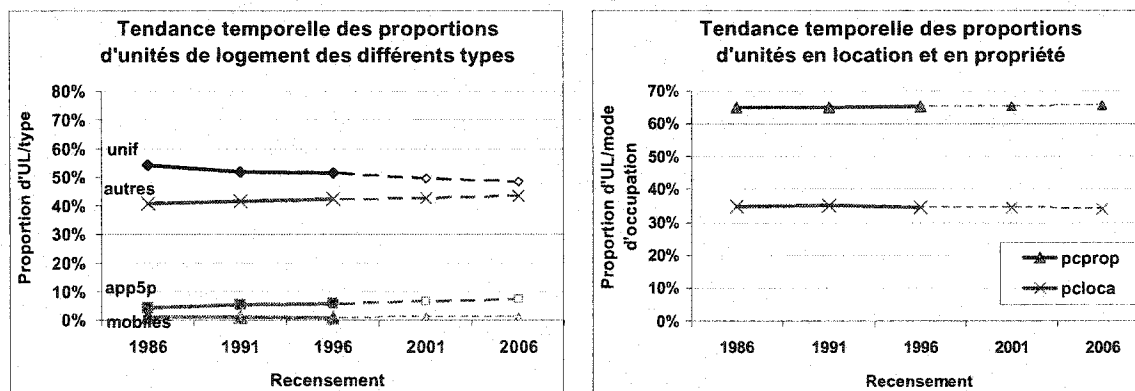 Tendance temporelle des proportions
d'unités de logement des différents types
Proportion d'UL/type
80%
70%
60%
50%
40%
30%
20%
10%
0%
unif
autres
app5p
mobiles
1986
1991
1996
2001
2006
Recensement
Tendance temporelle des proportions
d'unités en location et en propriété
Proportion d'UL/mode
d'occupation
70%
60%
50%
40%
30%
20%
10%
0%
pcprop
pcloca
1986
1991
1996
2001
2006
Recensement